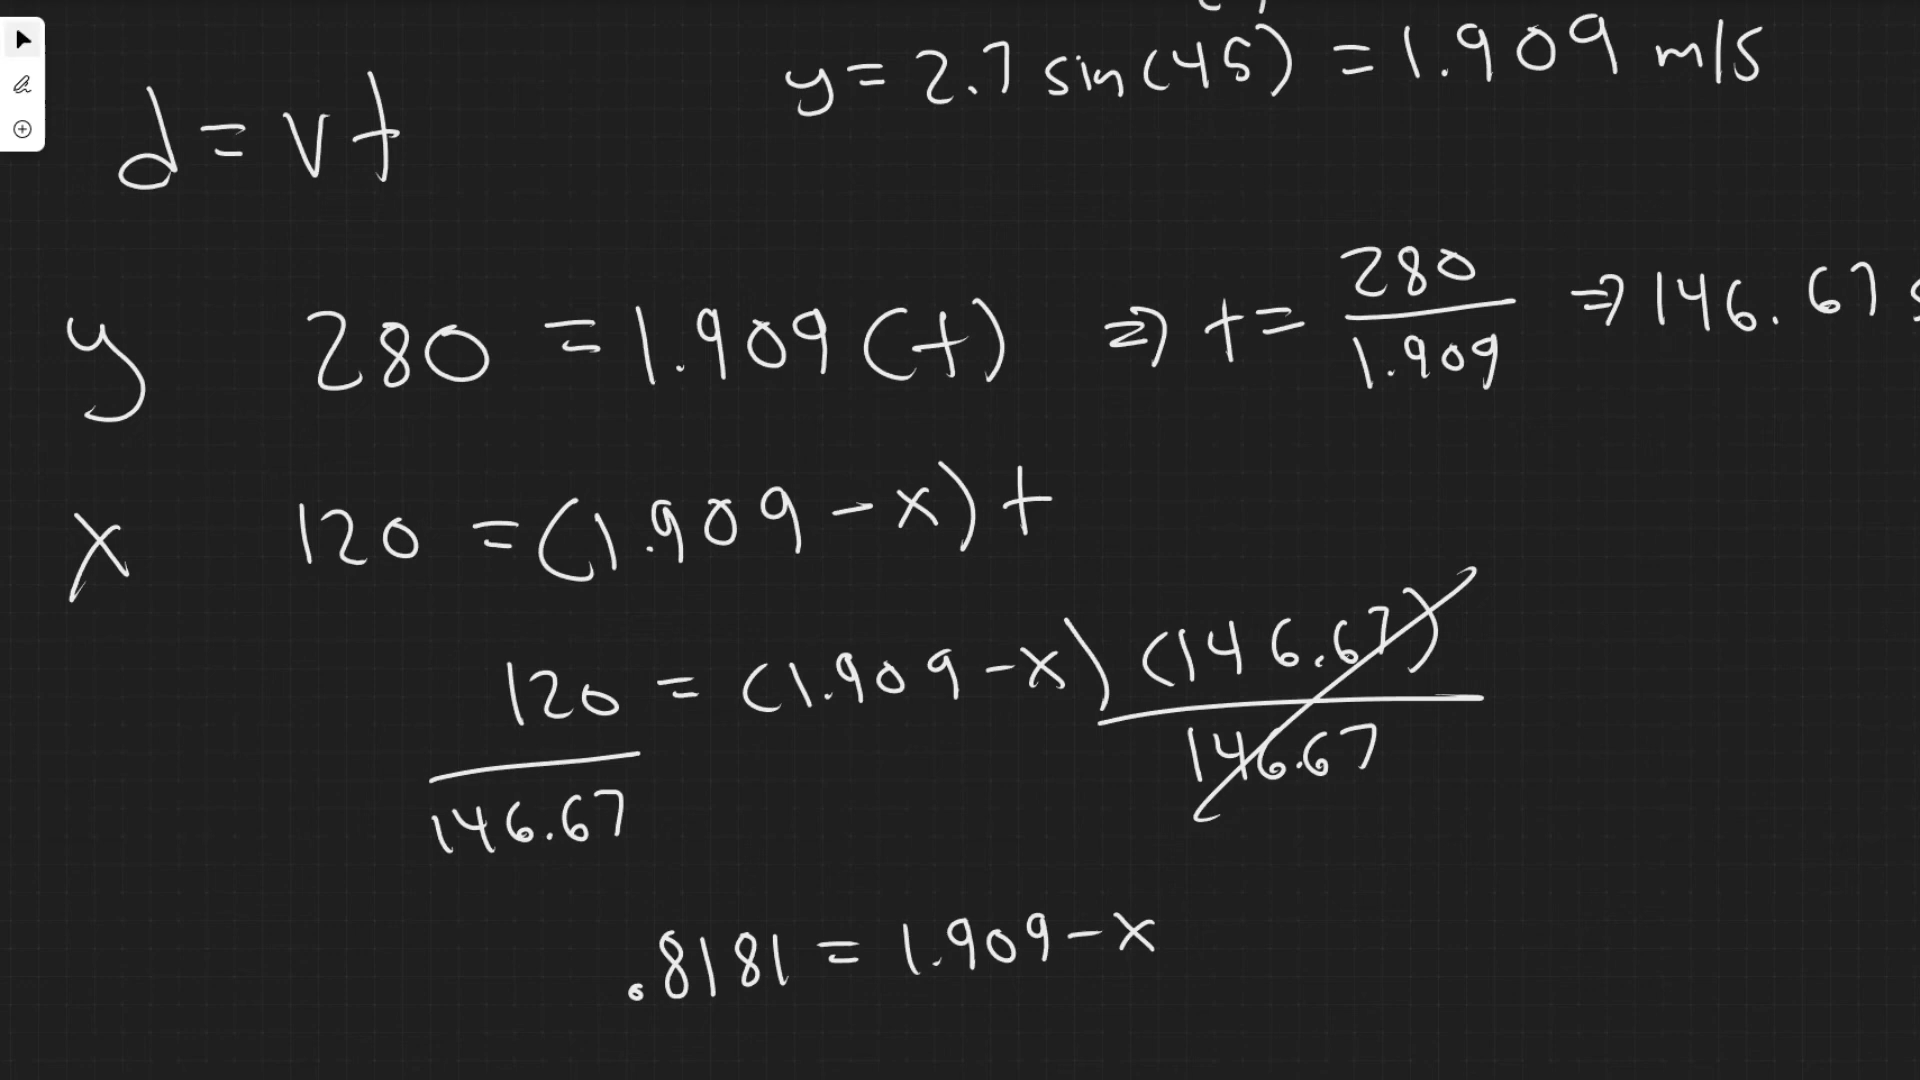 y = 2.7 sin(45) = 1.909 m/s
d = vt
y 280 = 1.909(t) ⇒ t = 280/1.909 ⇒ 146.67 s
x 120 = (1.909 - x)t
120/146.67 = (1.909 - x)(146.67)/146.67
.8181 = 1.909 - x